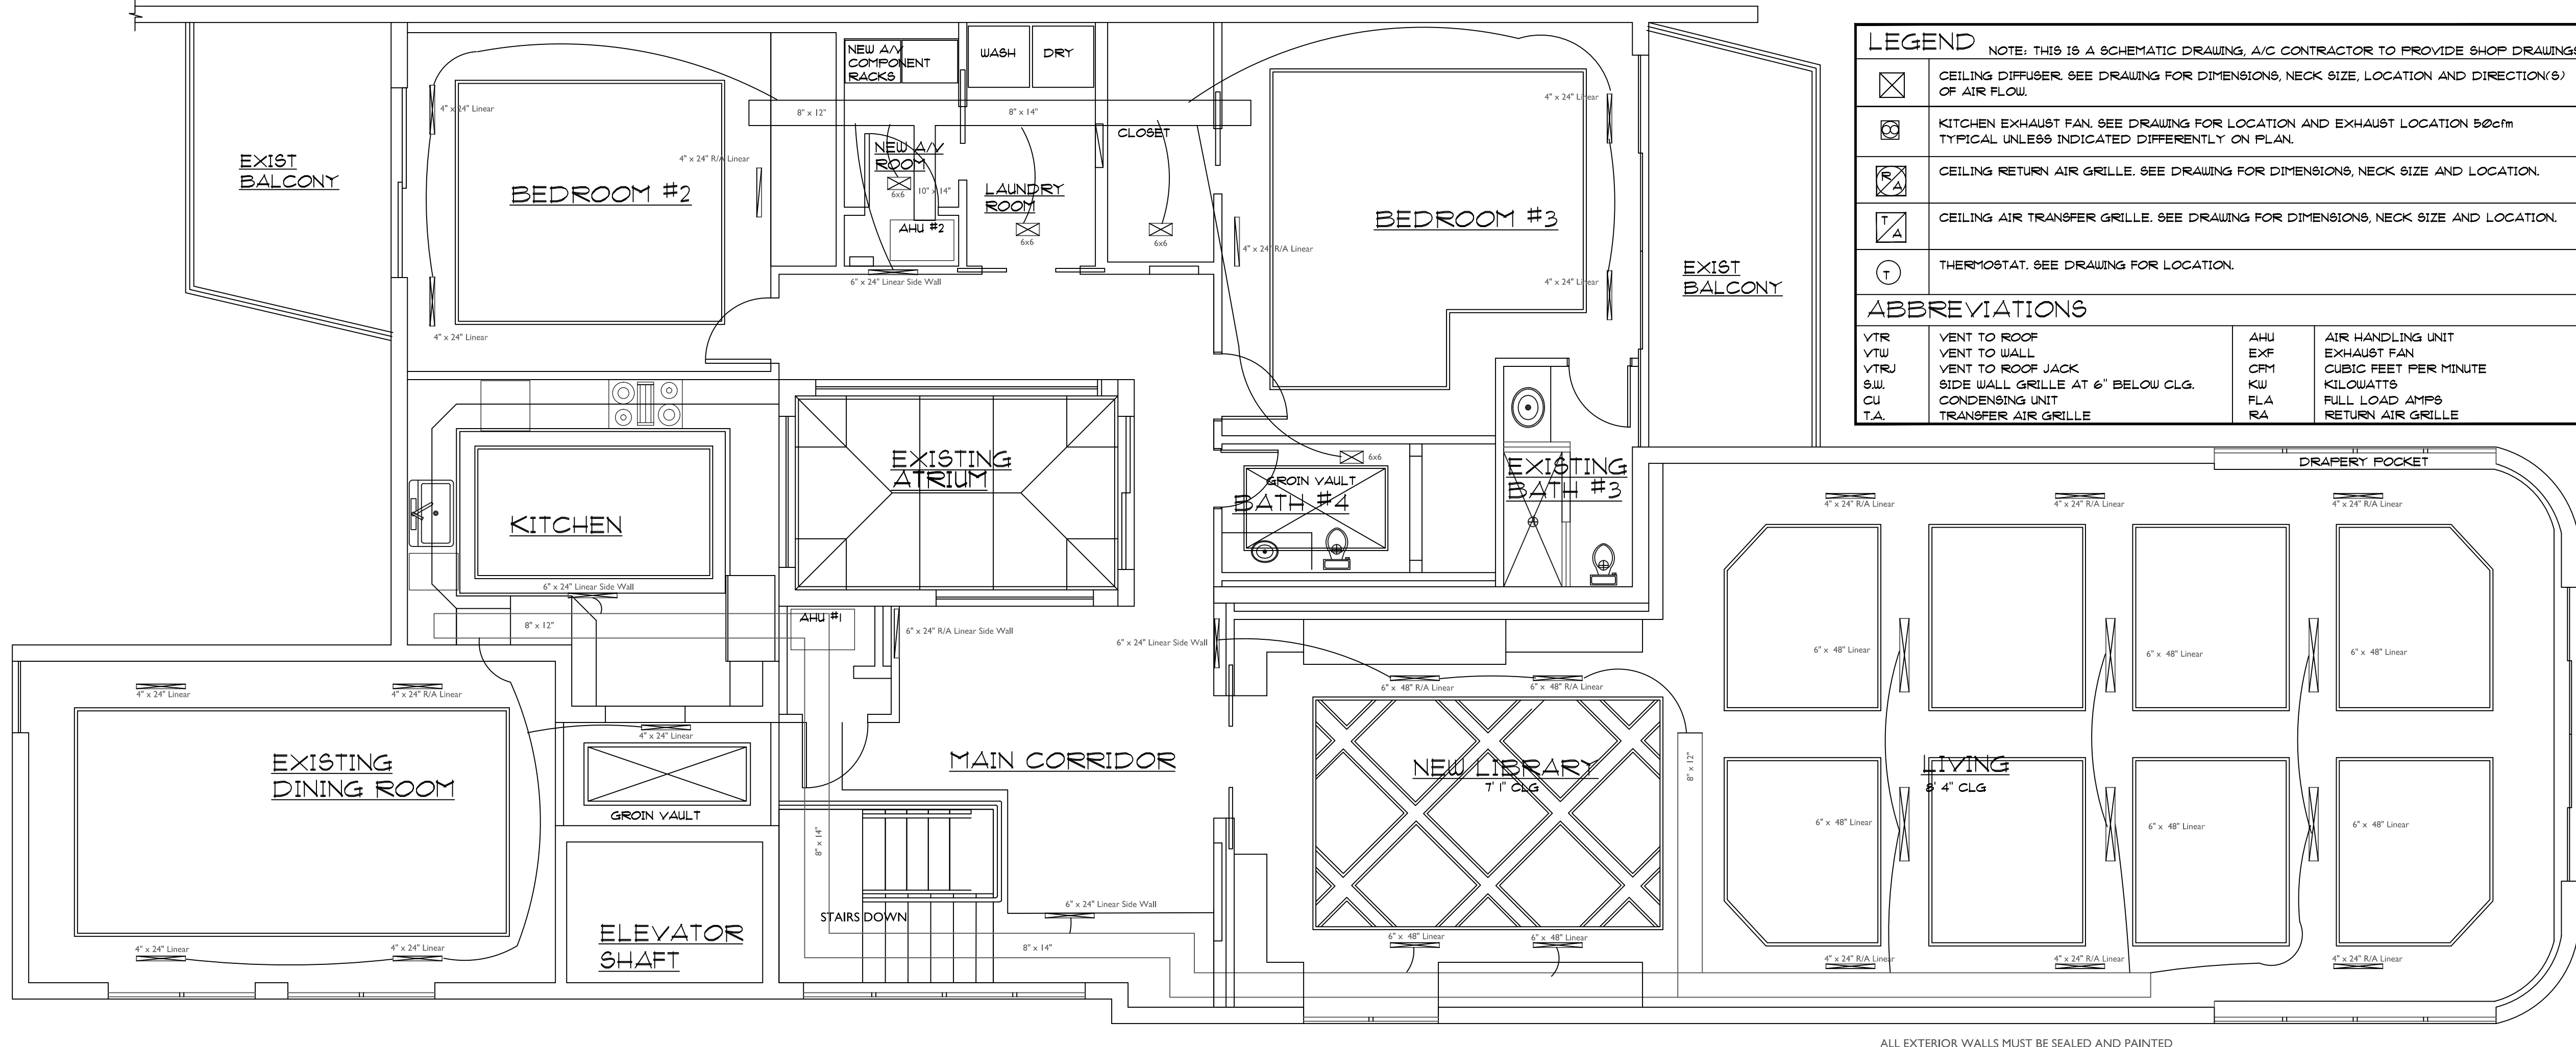 LEGEND NOTE: THIS IS A SCHEMATIC DRAWING, A/C CONTRACTOR TO PROVIDE SHOP DRAWINGS
CEILING DIFFUSER. SEE DRAWING FOR DIMENSIONS, NECK SIZE, LOCATION AND DIRECTION(S)
OF AIR FLOW.
KITCHEN EXHAUST FAN. SEE DRAWING FOR LOCATION AND EXHAUST LOCATION 50cfm
TYPICAL UNLESS INDICATED DIFFERENTLY ON PLAN.
R/A CEILING RETURN AIR GRILLE. SEE DRAWING FOR DIMENSIONS, NECK SIZE AND LOCATION.
T/A CEILING AIR TRANSFER GRILLE. SEE DRAWING FOR DIMENSIONS, NECK SIZE AND LOCATION.
T THERMOSTAT. SEE DRAWING FOR LOCATION.
ABBREVIATIONS
VTR VENT TO ROOF AHU AIR HANDLING UNIT
VTW VENT TO WALL EXF EXHAUST FAN
VTRJ VENT TO ROOF JACK CFM CUBIC FEET PER MINUTE
S.W. SIDE WALL GRILLE AT 6" BELOW CLG. KW KILOWATTS
CU CONDENSING UNIT FLA FULL LOAD AMPS
T.A. TRANSFER AIR GRILLE RA RETURN AIR GRILLE
EXIST
BALCONY
4" x 24" Linear
BEDROOM #2
4" x 24" R/A Linear
4" x 24" Linear
NEW A/V
COMPONENT
RACKS
WASH
DRY
8" x 12"
8" x 14"
CLOSET
NEW A/V
ROOM
6x6
10" x 14"
AHU #2
LAUNDRY
ROOM
6x6
6x6
6" x 24" Linear Side Wall
4" x 24" Linear
BEDROOM #3
4" x 24" R/A Linear
4" x 24" Linear
EXIST
BALCONY
KITCHEN
6" x 24" Linear Side Wall
8" x 12"
EXISTING
ATRIUM
6x6
GROIN VAULT
BATH #4
EXISTING
BATH #3
AHU #1
6" x 24" R/A Linear Side Wall
6" x 24" Linear Side Wall
DRAPERY POCKET
4" x 24" R/A Linear
4" x 24" R/A Linear
4" x 24" R/A Linear
6" x 48" Linear
6" x 48" Linear
6" x 48" Linear
4" x 24" Linear
4" x 24" R/A Linear
4" x 24" Linear
EXISTING
DINING ROOM
4" x 24" Linear
4" x 24" Linear
GROIN VAULT
ELEVATOR
SHAFT
MAIN CORRIDOR
8" x 14"
STAIRS DOWN
6" x 24" Linear Side Wall
8" x 14"
6" x 48" R/A Linear
6" x 48" R/A Linear
NEW LIBRARY
7' 1" CLG
8" x 12"
6" x 48" Linear
6" x 48" Linear
LIVING
8' 4" CLG
6" x 48" Linear
6" x 48" Linear
6" x 48" Linear
4" x 24" R/A Linear
4" x 24" R/A Linear
4" x 24" R/A Linear
ALL EXTERIOR WALLS MUST BE SEALED AND PAINTED